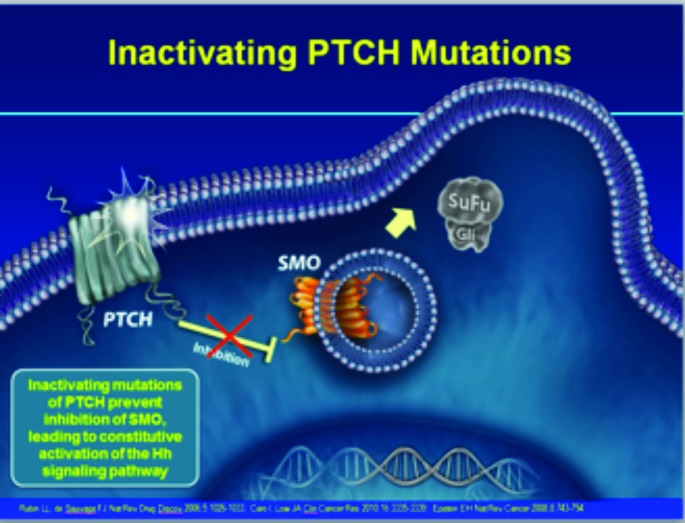 Inactivating PTCH Mutations
SuFu
Gli
SMO
PTCH
Inhibition
Inactivating mutations
of PTCH prevent
inhibition of SMO,
leading to constitutive
activation of the Hh
signaling pathway
Rubin LL, de Sauvage FJ Nat Rev Drug Discov 2006;5:1026-1033 Caro I, Low JA Clin Cancer Res 2010;16:3335-3339 Epstein EH Nat Rev Cancer 2008;8:743-754